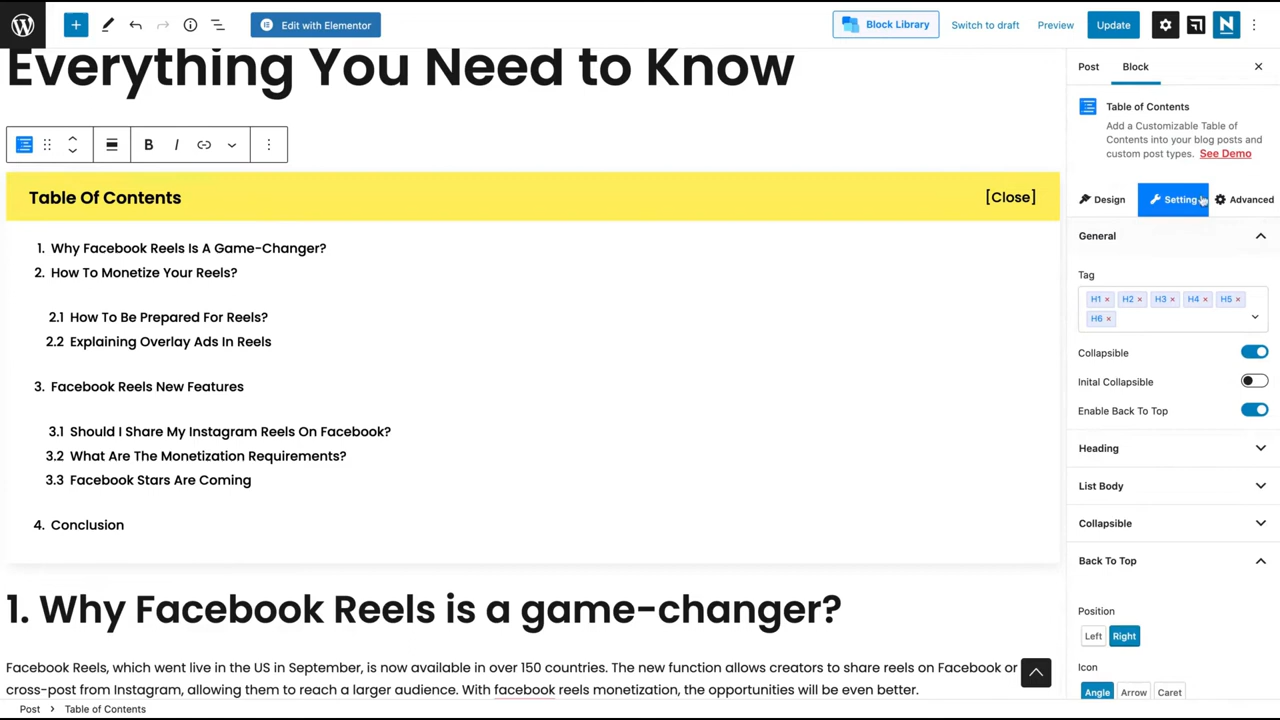 Edit with Elementor
Block Library
Switch to draft
Preview
Update
Everything You Need to Know
B I
Table Of Contents
[Close]
1. Why Facebook Reels Is A Game-Changer?
2. How To Monetize Your Reels?
2.1 How To Be Prepared For Reels?
2.2 Explaining Overlay Ads In Reels
3. Facebook Reels New Features
3.1 Should I Share My Instagram Reels On Facebook?
3.2 What Are The Monetization Requirements?
3.3 Facebook Stars Are Coming
4. Conclusion
1. Why Facebook Reels is a game-changer?
Facebook Reels, which went live in the US in September, is now available in over 150 countries. The new function allows creators to share reels on Facebook or
cross-post from Instagram, allowing them to reach a larger audience. With facebook reels monetization, the opportunities will be even better.
Post > Table of Contents
Post Block
Table of Contents
Add a Customizable Table of
Contents into your blog posts and
custom post types. See Demo
Design Setting Advanced
General
Tag
H1 × H2 × H3 × H4 × H5 ×
H6 ×
Collapsible
Inital Collapsible
Enable Back To Top
Heading
List Body
Collapsible
Back To Top
Position
Left Right
Icon
Angle Arrow Caret